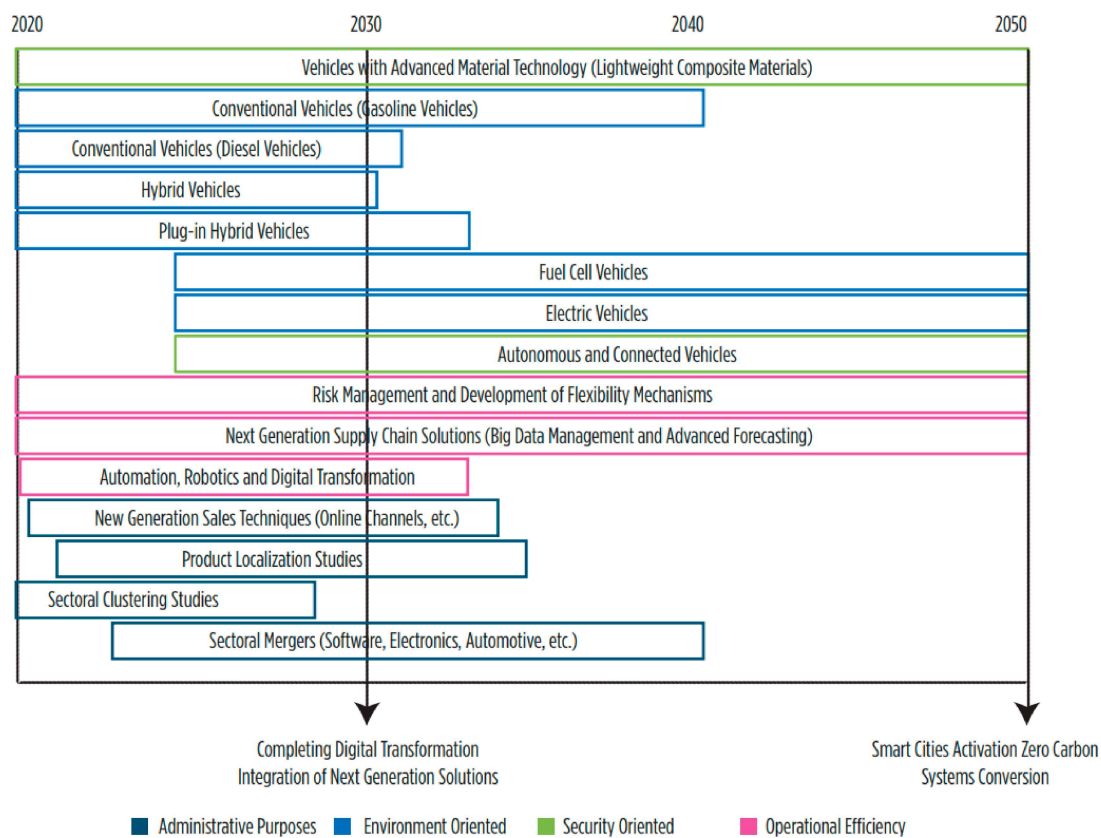 2020 2030 2040 2050
Vehicles with Advanced Material Technology (Lightweight Composite Materials)
Conventional Vehicles (Gasoline Vehicles)
Conventional Vehicles (Diesel Vehicles)
Hybrid Vehicles
Plug-in Hybrid Vehicles
Fuel Cell Vehicles
Electric Vehicles
Autonomous and Connected Vehicles
Risk Management and Development of Flexibility Mechanisms
Next Generation Supply Chain Solutions (Big Data Management and Advanced Forecasting)
Automation, Robotics and Digital Transformation
New Generation Sales Techniques (Online Channels, etc.)
Product Localization Studies
Sectoral Clustering Studies
Sectoral Mergers (Software, Electronics, Automotive, etc.)
Completing Digital Transformation
Integration of Next Generation Solutions
Smart Cities Activation Zero Carbon
Systems Conversion
Administrative Purposes Environment Oriented Security Oriented Operational Efficiency